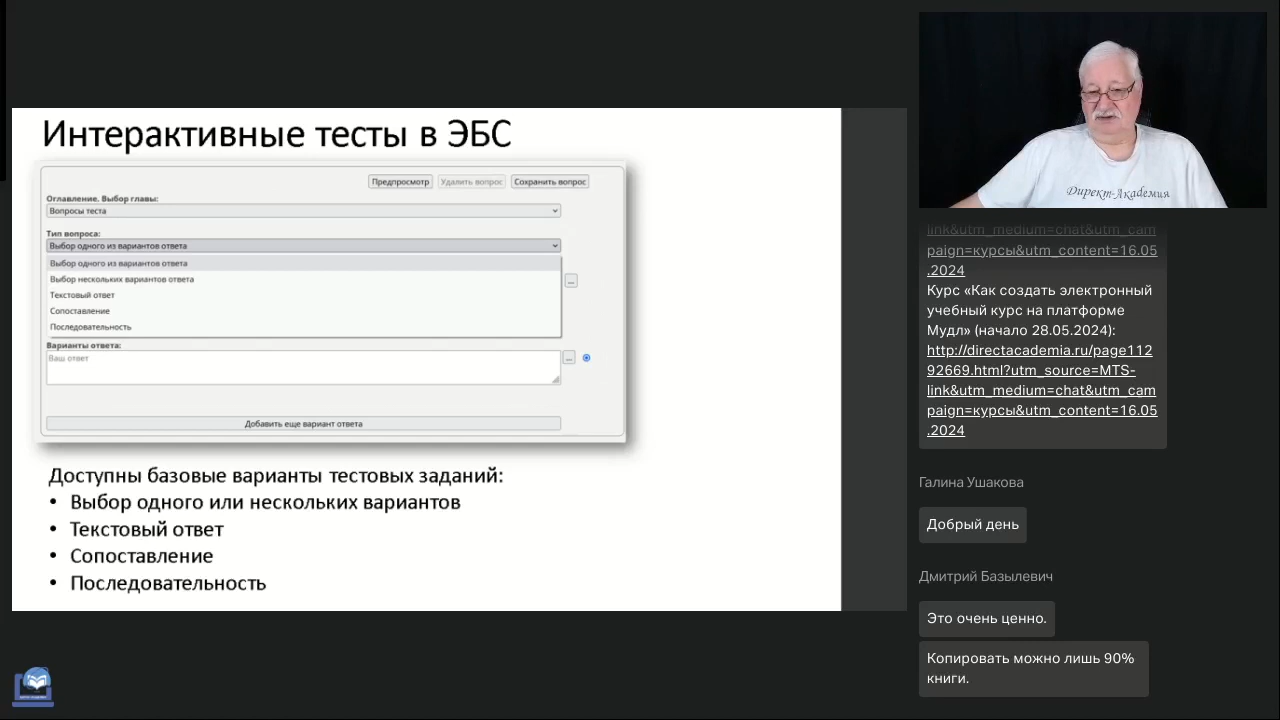 Интерактивные тесты в ЭБС
Предпросмотр
Удалить вопрос
Сохранить вопрос
Оглавление. Выбор главы:
Вопросы теста
Тип вопроса:
Выбор одного из вариантов ответа
Выбор одного из вариантов ответа
Выбор нескольких вариантов ответа
...
Текстовый ответ
Сопоставление
Последовательность
Варианты ответа:
Ваш ответ
...
Добавить еще вариант ответа
Доступны базовые варианты тестовых заданий:
• Выбор одного или нескольких вариантов
• Текстовый ответ
• Сопоставление
• Последовательность
Директ-Академия
link&utm_medium=chat&utm_cam
paign=курсы&utm_content=16.05
.2024
Курс «Как создать электронный
учебный курс на платформе
Мудл» (начало 28.05.2024):
http://directacademia.ru/page112
92669.html?utm_source=MTS-
link&utm_medium=chat&utm_cam
paign=курсы&utm_content=16.05
.2024
Галина Ушакова
Добрый день
Дмитрий Базылевич
Это очень ценно.
Копировать можно лишь 90%
книги.